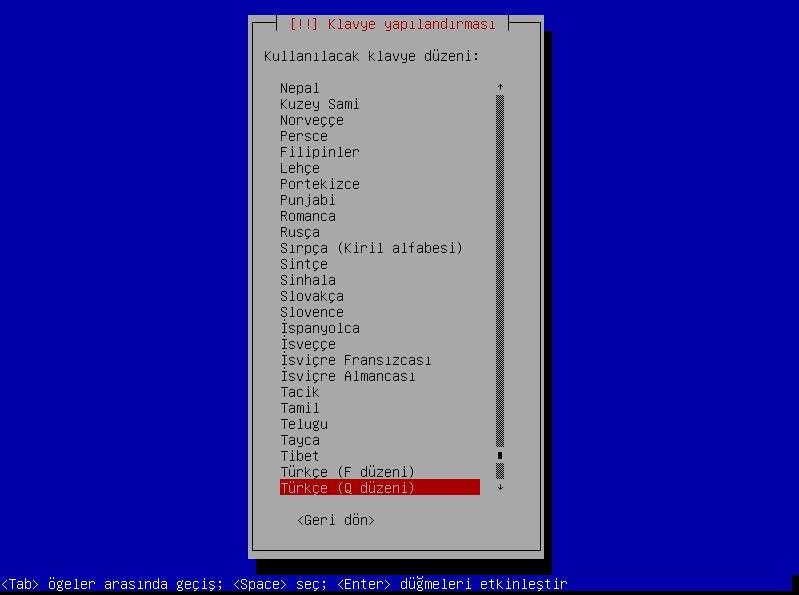 [!!] Klavye yapılandırması
Kullanılacak klavye düzeni:
Nepal
Kuzey Sami
Norveççe
Persce
Filipinler
Lehçe
Portekizce
Punjabi
Romanca
Rusça
Sırpça (Kiril alfabesi)
Sintçe
Sinhala
Slovakça
Slovence
İspanyolca
İsveççe
İsviçre Fransızcası
İsviçre Almancası
Tacik
Tamil
Telugu
Tayca
Tibet
Türkçe (F düzeni)
Türkçe (Q düzeni)
<Geri dön>
<Tab> ögeler arasında geçiş; <Space> seç; <Enter> düğmeleri etkinleştir